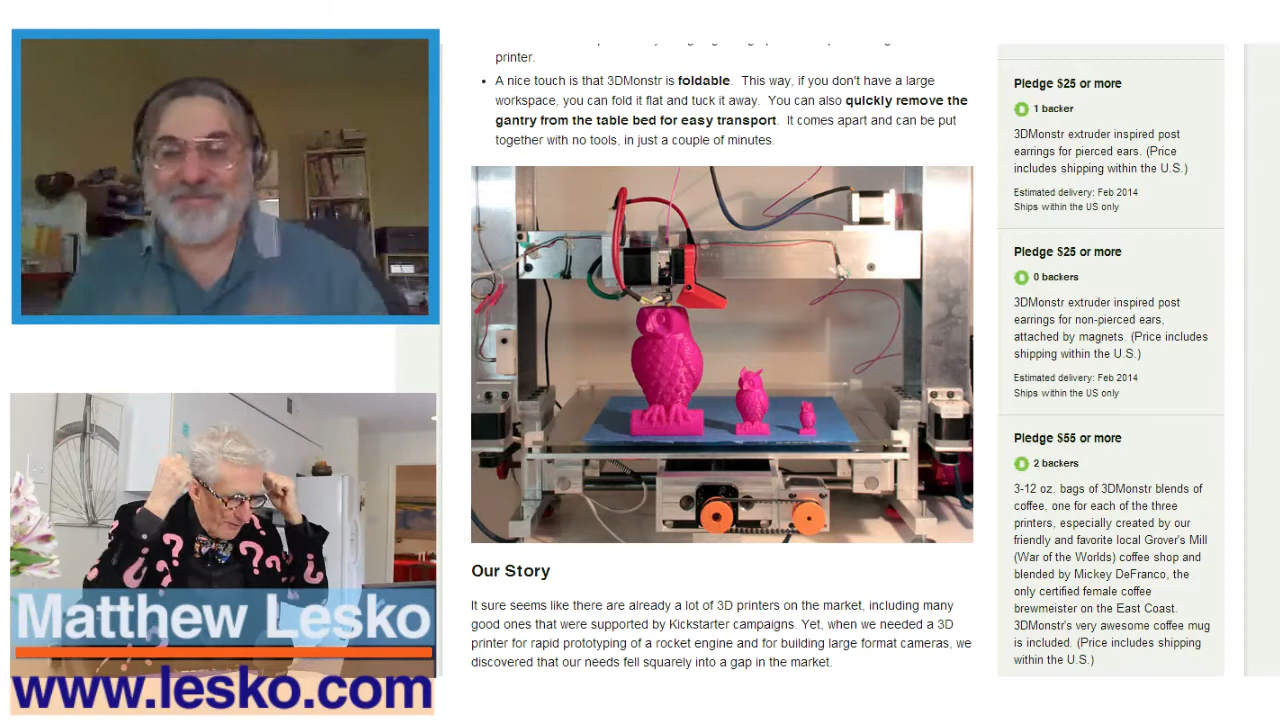 printer.
• A nice touch is that 3DMonstr is foldable. This way, if you don't have a large
workspace, you can fold it flat and tuck it away. You can also quickly remove the
gantry from the table bed for easy transport. It comes apart and can be put
together with no tools, in just a couple of minutes.
Our Story
It sure seems like there are already a lot of 3D printers on the market, including many
good ones that were supported by Kickstarter campaigns. Yet, when we needed a 3D
printer for rapid prototyping of a rocket engine and for building large format cameras, we
discovered that our needs fell squarely into a gap in the market.
Pledge $25 or more
1 backer
3DMonstr extruder inspired post
earrings for pierced ears. (Price
includes shipping within the U.S.)
Estimated delivery: Feb 2014
Ships within the US only
Pledge $25 or more
0 backers
3DMonstr extruder inspired post
earrings for non-pierced ears,
attached by magnets. (Price includes
shipping within the U.S.)
Estimated delivery: Feb 2014
Ships within the US only
Pledge $55 or more
2 backers
3-12 oz. bags of 3DMonstr blends of
coffee, one for each of the three
printers, especially created by our
friendly and favorite local Grover's Mill
(War of the Worlds) coffee shop and
blended by Mickey DeFranco, the
only certified female coffee
brewmeister on the East Coast.
3DMonstr's very awesome coffee mug
is included. (Price includes shipping
within the U.S.)
Matthew Lesko
www.lesko.com